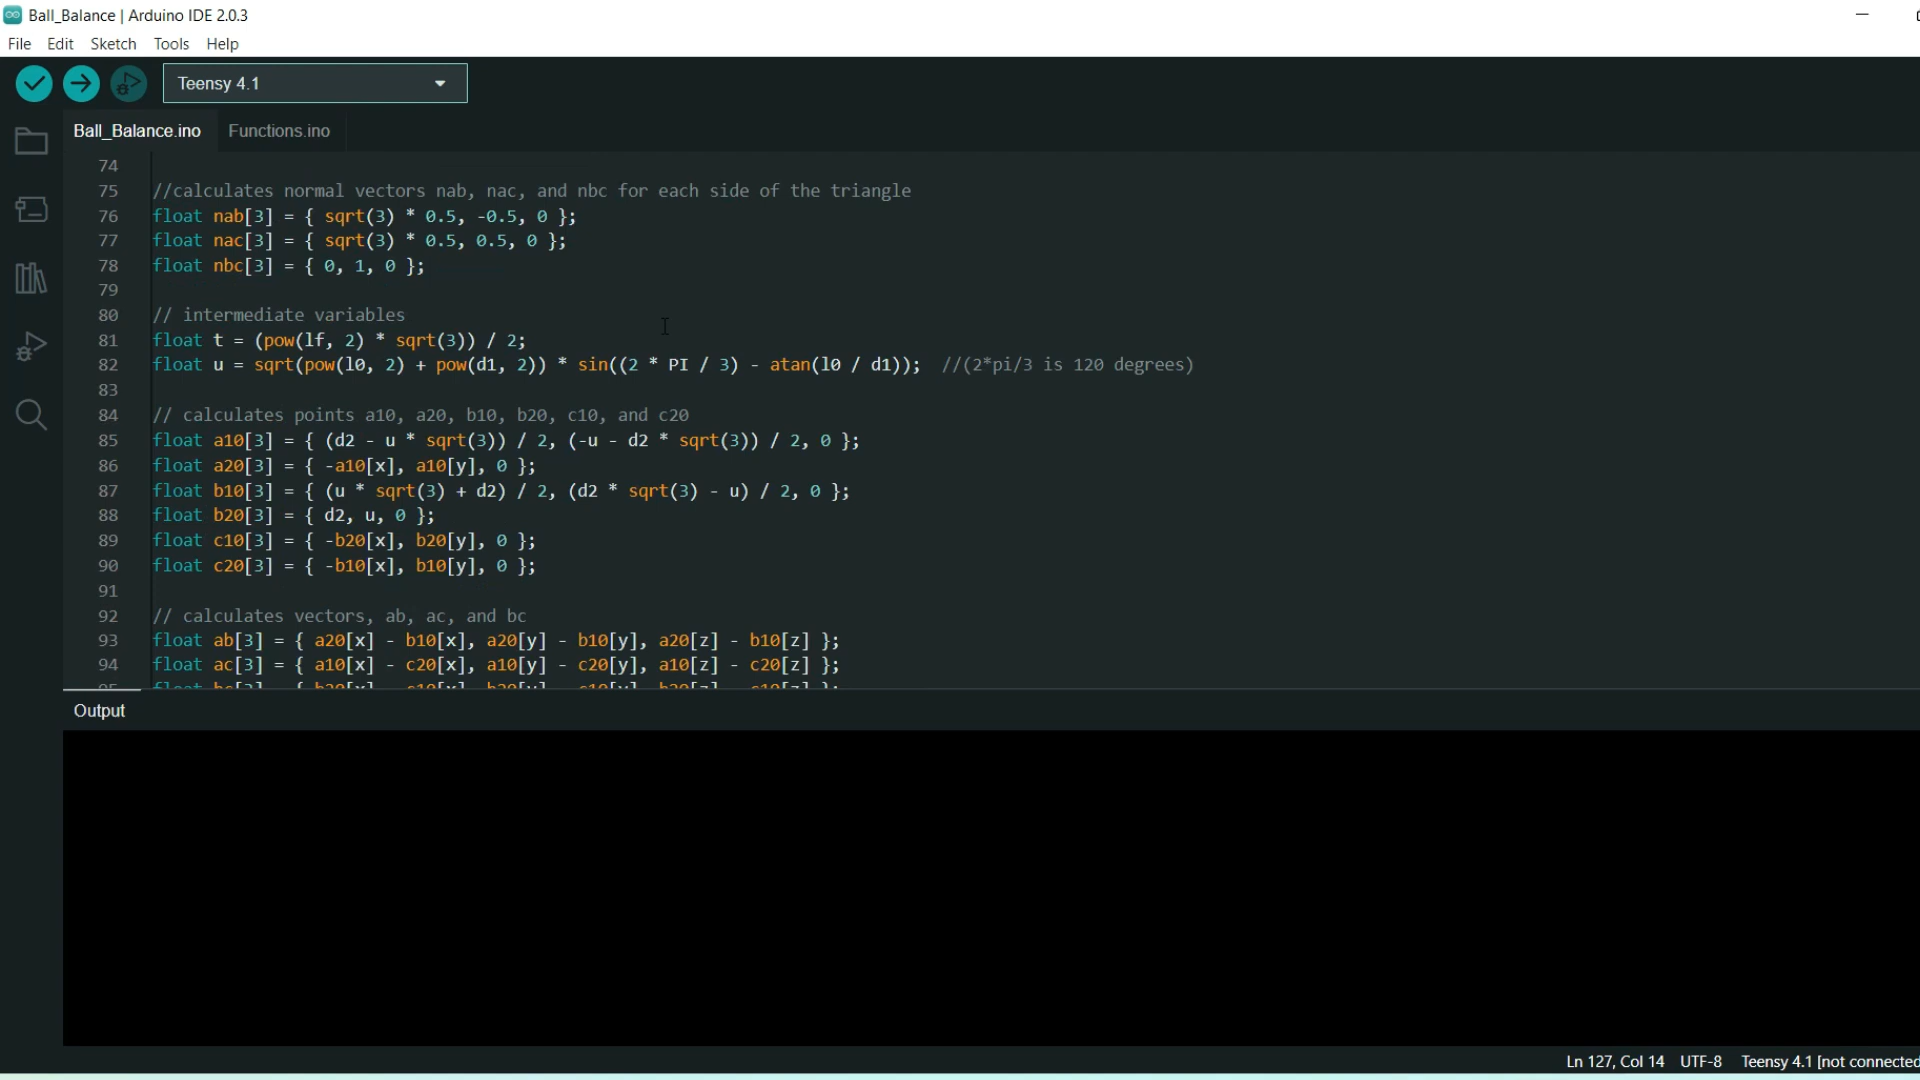 Ball_Balance | Arduino IDE 2.0.3
File Edit Sketch Tools Help
Teensy 4.1
Ball_Balance.ino Functions.ino
74
75 //calculates normal vectors nab, nac, and nbc for each side of the triangle
76 float nab[3] = { sqrt(3) * 0.5, -0.5, 0 };
77 float nac[3] = { sqrt(3) * 0.5, 0.5, 0 };
78 float nbc[3] = { 0, 1, 0 };
79
80 // intermediate variables
81 float t = (pow(lf, 2) * sqrt(3)) / 2;
82 float u = sqrt(pow(l0, 2) + pow(d1, 2)) * sin((2 * PI / 3) - atan(l0 / d1)); //(2*pi/3 is 120 degrees)
83
84 // calculates points a10, a20, b10, b20, c10, and c20
85 float a10[3] = { (d2 - u * sqrt(3)) / 2, (-u - d2 * sqrt(3)) / 2, 0 };
86 float a20[3] = { -a10[x], a10[y], 0 };
87 float b10[3] = { (u * sqrt(3) + d2) / 2, (d2 * sqrt(3) - u) / 2, 0 };
88 float b20[3] = { d2, u, 0 };
89 float c10[3] = { -b20[x], b20[y], 0 };
90 float c20[3] = { -b10[x], b10[y], 0 };
91
92 // calculates vectors, ab, ac, and bc
93 float ab[3] = { a20[x] - b10[x], a20[y] - b10[y], a20[z] - b10[z] };
94 float ac[3] = { a10[x] - c20[x], a10[y] - c20[y], a10[z] - c20[z] };
95 float bc[3] = { b20[x] - c10[x], b20[y] - c10[y], b20[z] - c10[z] };
Output
Ln 127, Col 14 UTF-8 Teensy 4.1 [not connected